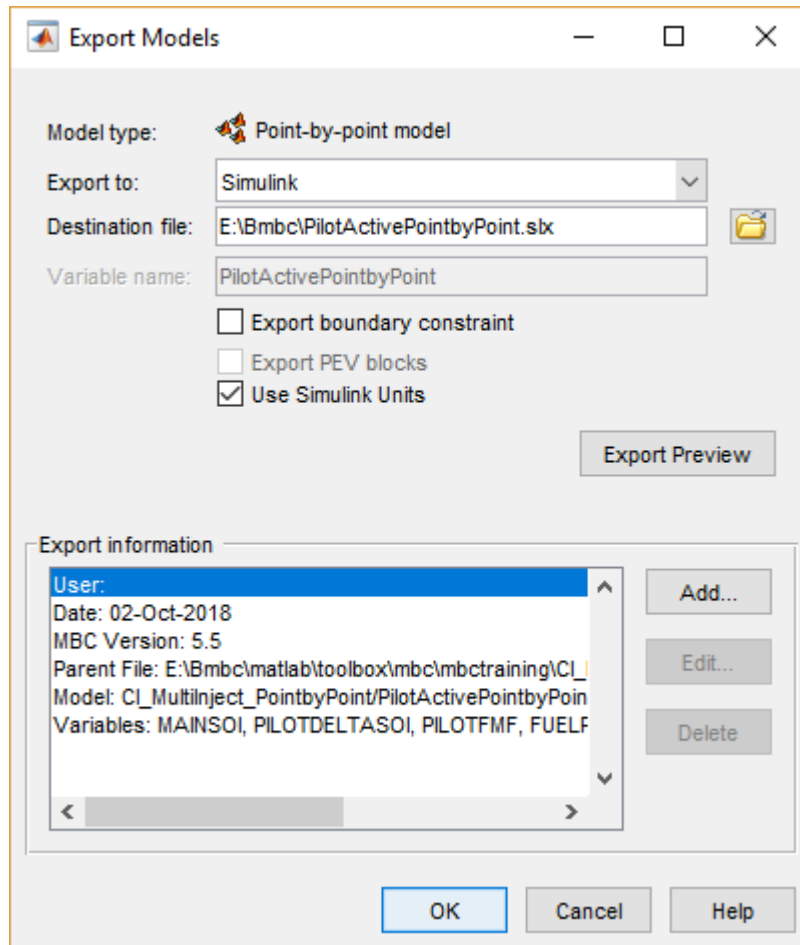 Export Models
Model type: Point-by-point model
Export to: Simulink
Destination file: E:\Bmbc\PilotActivePointbyPoint.slx
Variable name: PilotActivePointbyPoint
Export boundary constraint
Export PEV blocks
Use Simulink Units
Export Preview
Export information
User:
Date: 02-Oct-2018
MBC Version: 5.5
Parent File: E:\Bmbc\matlab\toolbox\mbc\mbctraining\CI_
Model: CI_MultiInject_PointbyPoint/PilotActivePointbyPoin
Variables: MAINSOI, PILOTDELTASOI, PILOTFMF, FUELP
Add...
Edit...
Delete
OK Cancel Help